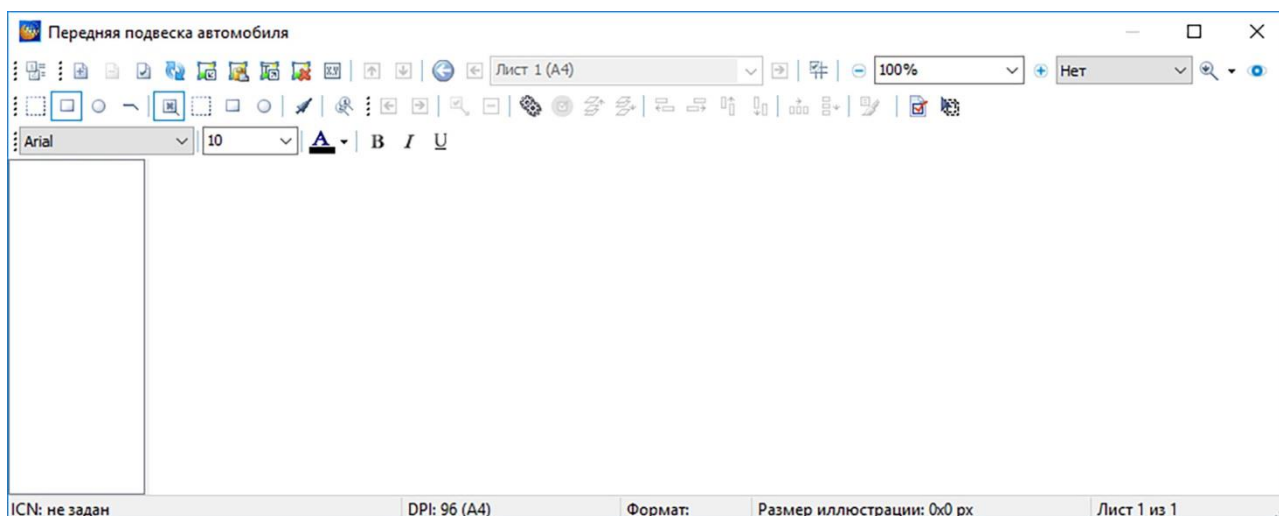 Передняя подвеска автомобиля
Лист 1 (A4) 100% Нет
Arial 10 A B I U
ICN: не задан DPI: 96 (A4) Формат: Размер иллюстрации: 0x0 px Лист 1 из 1